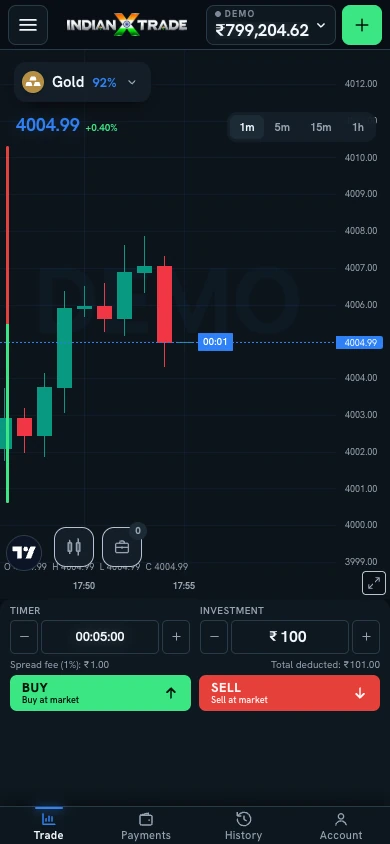 INDIAN X TRADE
DEMO
₹799,204.62
Gold 92%
4004.99 +0.40%
1m 5m 15m 1h
4012.00
4010.00
4009.00
4008.00
4007.00
4006.00
DEMO
00:01
4004.99
4004.00
4003.00
4002.00
4001.00
4000.00
3999.00
0
H 4004.99 L 4004.99 C 4004.99
17:50 17:55
TIMER
00:05:00
Spread fee (1%): ₹1.00
INVESTMENT
₹ 100
Total deducted: ₹101.00
BUY
Buy at market
SELL
Sell at market
Trade Payments History Account